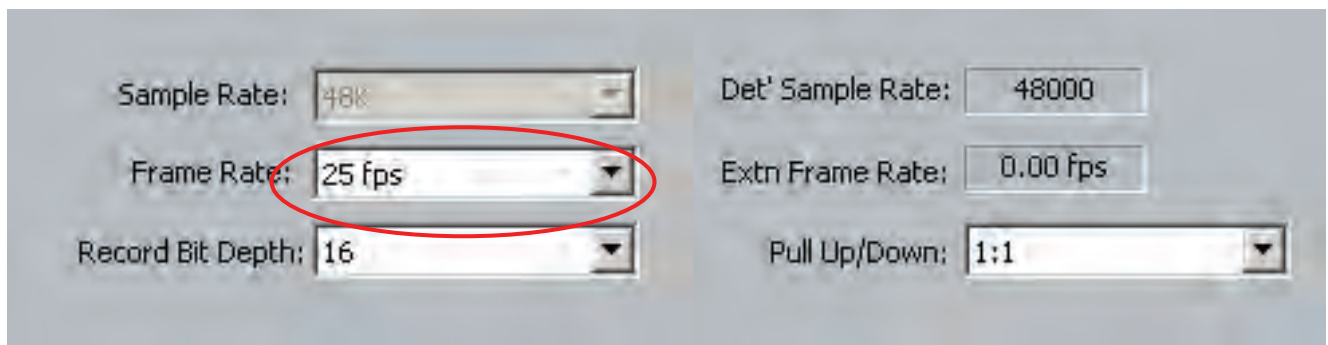 Sample Rate: 48K
Frame Rate: 25 fps
Record Bit Depth: 16
Det' Sample Rate: 48000
Extn Frame Rate: 0.00 fps
Pull Up/Down: 1:1